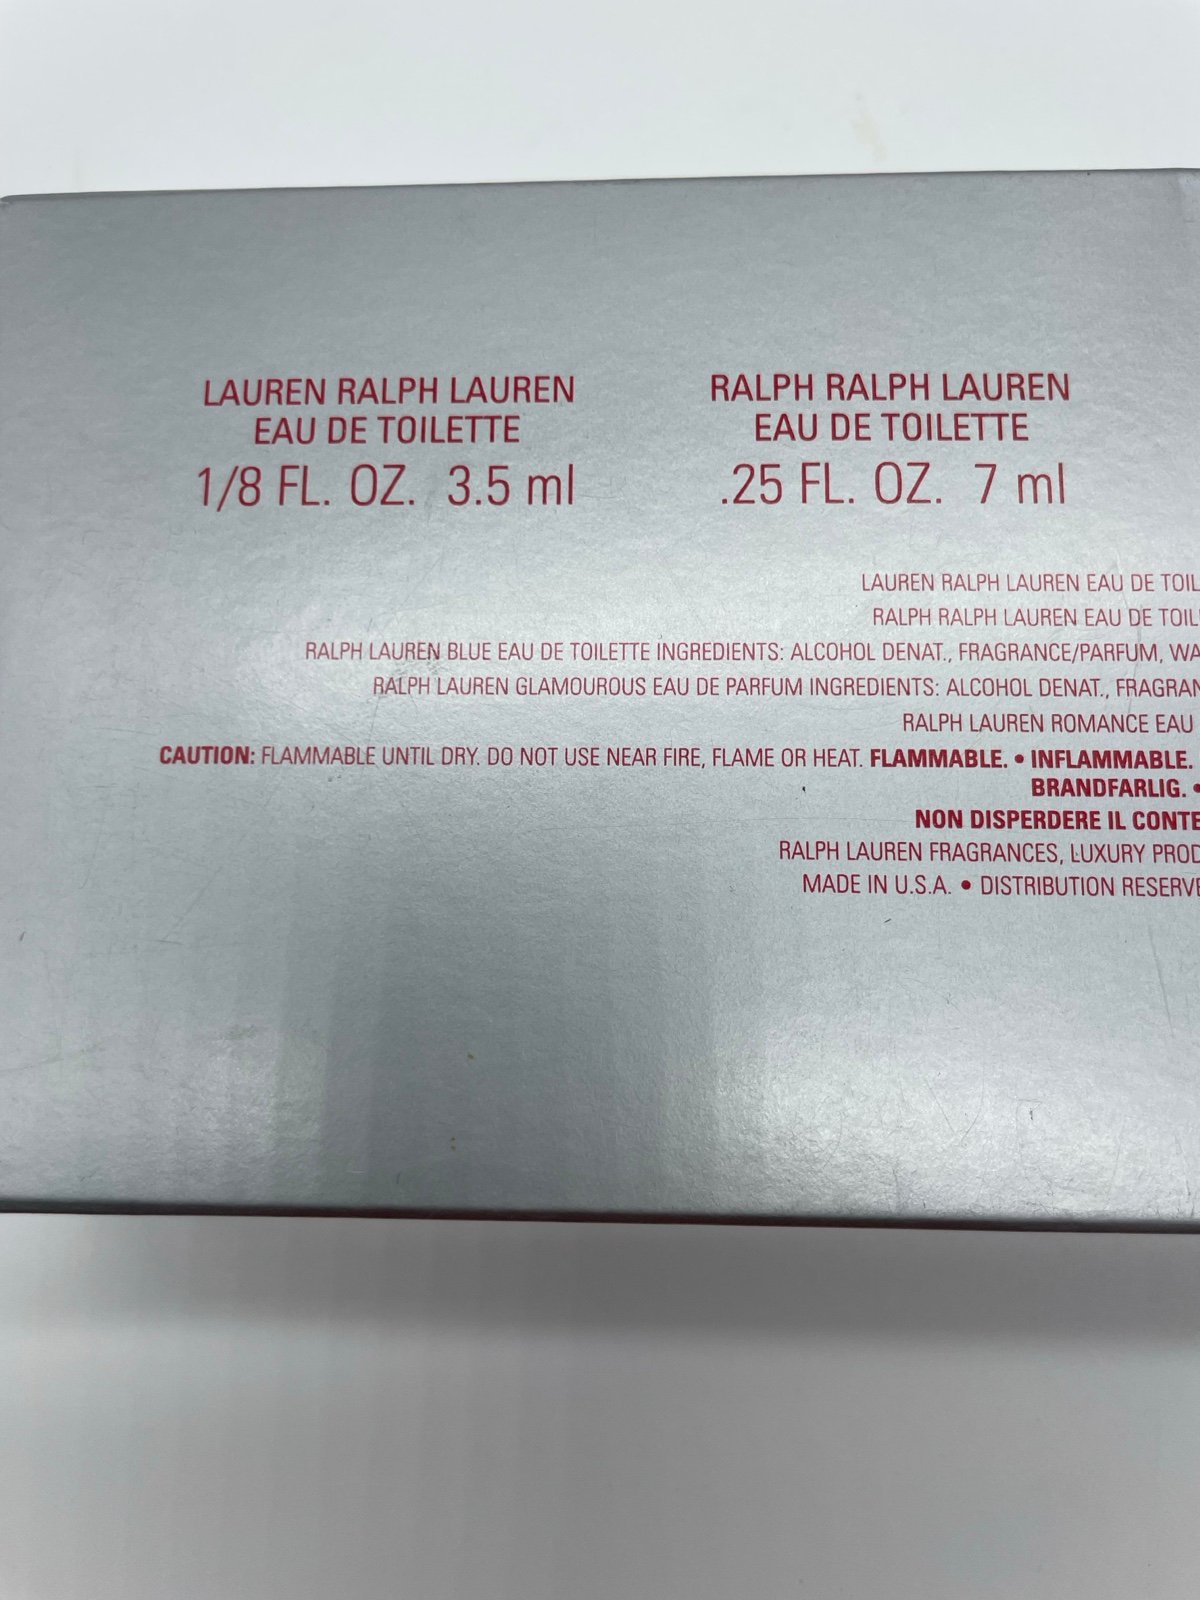 LAUREN RALPH LAUREN
EAU DE TOILETTE
1/8 FL. OZ. 3.5 ml
RALPH RALPH LAUREN
EAU DE TOILETTE
.25 FL. OZ. 7 ml
LAUREN RALPH LAUREN EAU DE TOIL
RALPH RALPH LAUREN EAU DE TOIL
RALPH LAUREN BLUE EAU DE TOILETTE INGREDIENTS: ALCOHOL DENAT., FRAGRANCE/PARFUM, WA
RALPH LAUREN GLAMOUROUS EAU DE PARFUM INGREDIENTS: ALCOHOL DENAT., FRAGRAN
RALPH LAUREN ROMANCE EAU
CAUTION: FLAMMABLE UNTIL DRY. DO NOT USE NEAR FIRE, FLAME OR HEAT. FLAMMABLE. • INFLAMMABLE.
BRANDFARLIG. •
NON DISPERDERE IL CONTE
RALPH LAUREN FRAGRANCES, LUXURY PROD
MADE IN U.S.A. • DISTRIBUTION RESERVE